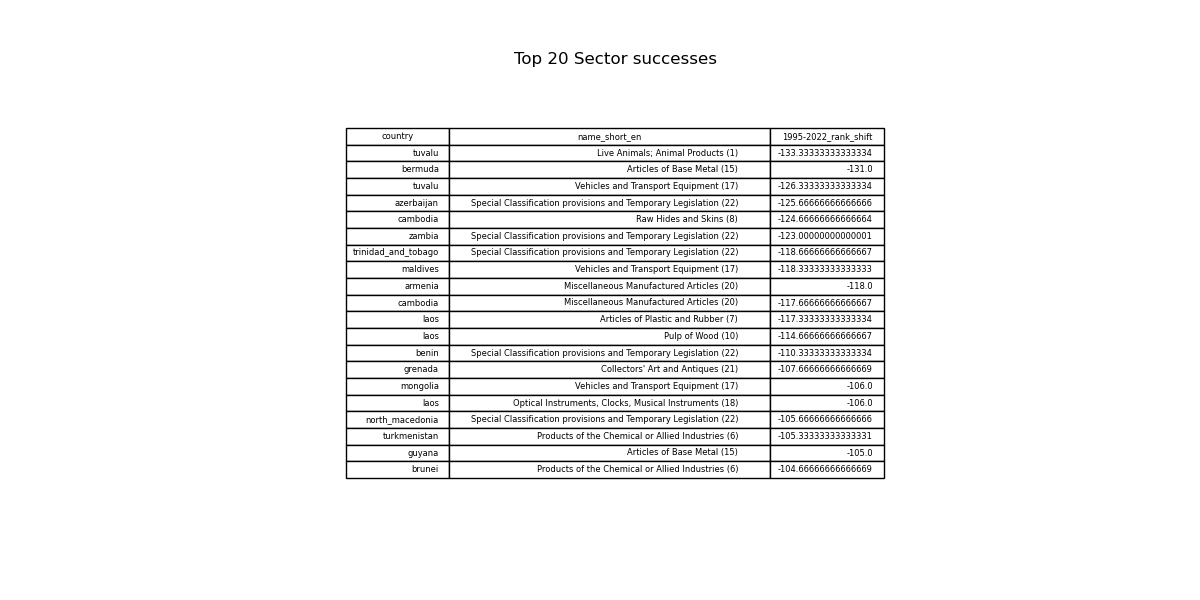 Top 20 Sector successes
country name_short_en 1995-2022_rank_shift
tuvalu Live Animals; Animal Products (1) -133.33333333333334
bermuda Articles of Base Metal (15) -131.0
tuvalu Vehicles and Transport Equipment (17) -126.33333333333334
azerbaijan Special Classification provisions and Temporary Legislation (22) -125.66666666666666
cambodia Raw Hides and Skins (8) -124.66666666666664
zambia Special Classification provisions and Temporary Legislation (22) -123.00000000000001
trinidad_and_tobago Special Classification provisions and Temporary Legislation (22) -118.66666666666667
maldives Vehicles and Transport Equipment (17) -118.33333333333333
armenia Miscellaneous Manufactured Articles (20) -118.0
cambodia Miscellaneous Manufactured Articles (20) -117.66666666666667
laos Articles of Plastic and Rubber (7) -117.33333333333334
laos Pulp of Wood (10) -114.66666666666667
benin Special Classification provisions and Temporary Legislation (22) -110.33333333333334
grenada Collectors' Art and Antiques (21) -107.66666666666669
mongolia Vehicles and Transport Equipment (17) -106.0
laos Optical Instruments, Clocks, Musical Instruments (18) -106.0
north_macedonia Special Classification provisions and Temporary Legislation (22) -105.66666666666666
turkmenistan Products of the Chemical or Allied Industries (6) -105.33333333333331
guyana Articles of Base Metal (15) -105.0
brunei Products of the Chemical or Allied Industries (6) -104.66666666666669